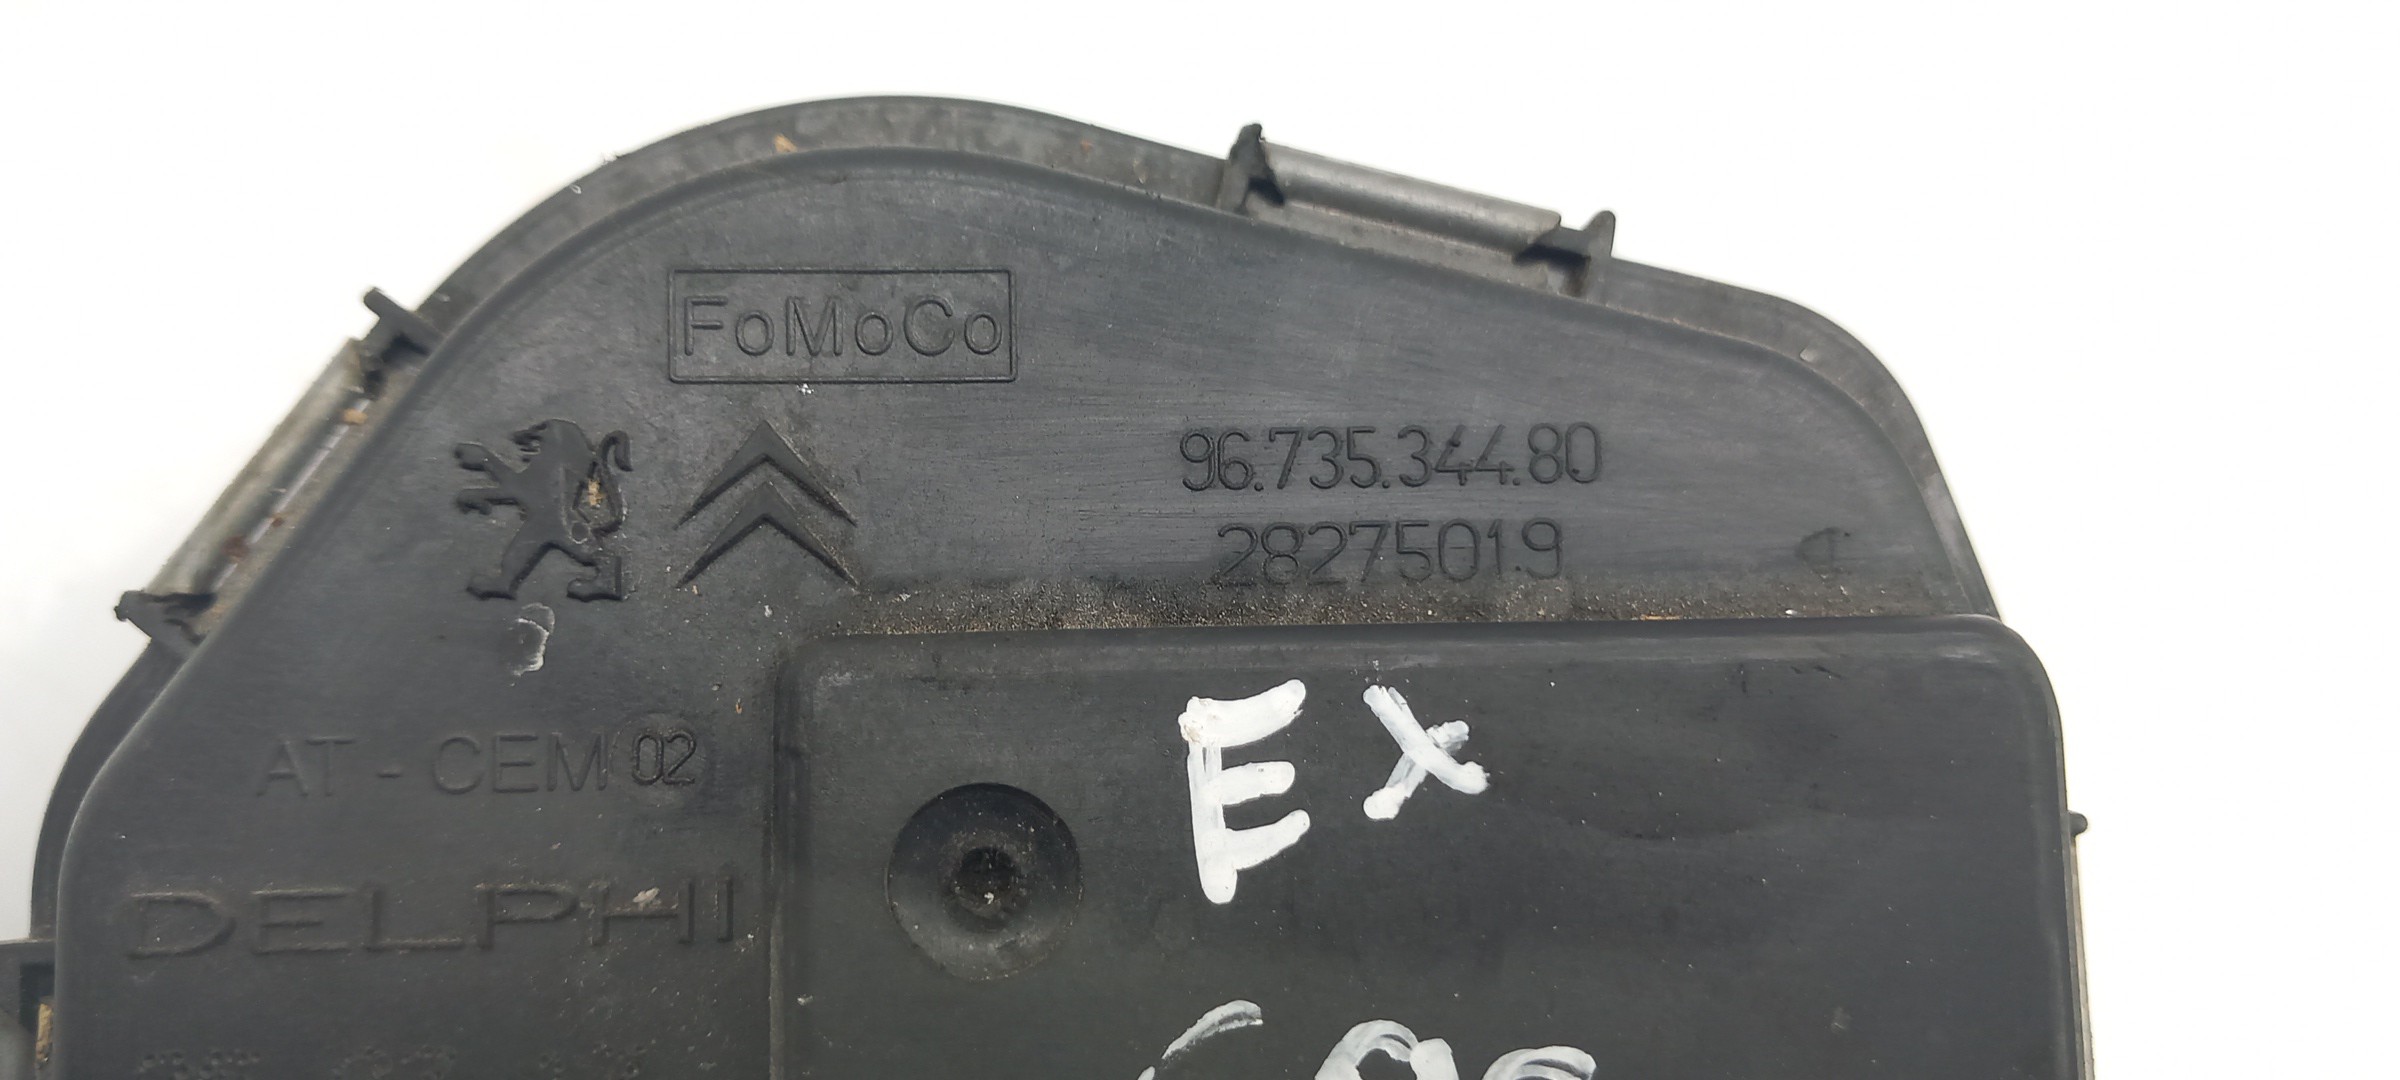 FoMoCo
96.735.344.80
28275019
AT - CEM 02
DELPHI
EX